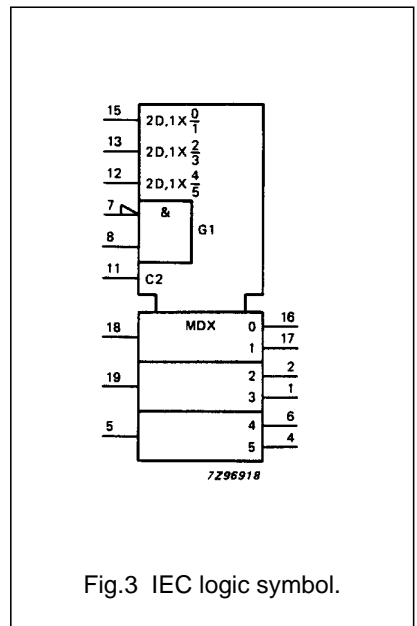 15 2D,1X 0/1
13 2D,1X 2/3
12 2D,1X 4/5
7 &
G1
8
11 C2
MDX 0 16
18
1 17
2 2
19
3 1
4 6
5
5 4
7Z96918
Fig.3 IEC logic symbol.